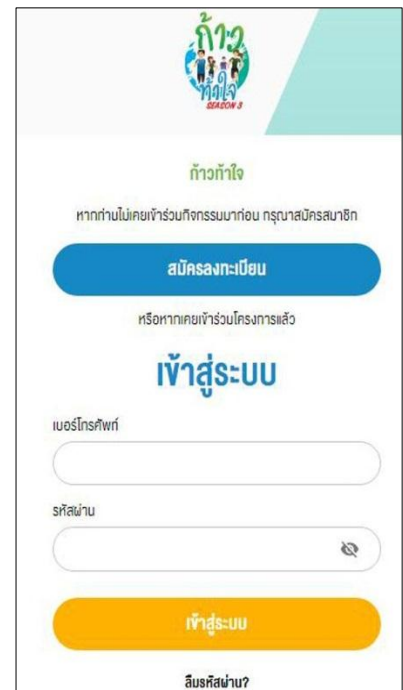 ก้าว
ท้าใจ
SEASON 3
ก้าวท้าใจ
หากท่านไม่เคยเข้าร่วมกิจกรรมมาก่อน กรุณาสมัครสมาชิก
สมัครลงทะเบียน
หรือหากเคยเข้าร่วมโครงการแล้ว
เข้าสู่ระบบ
เบอร์โทรศัพท์
รหัสผ่าน
เข้าสู่ระบบ
ลืมรหัสผ่าน?